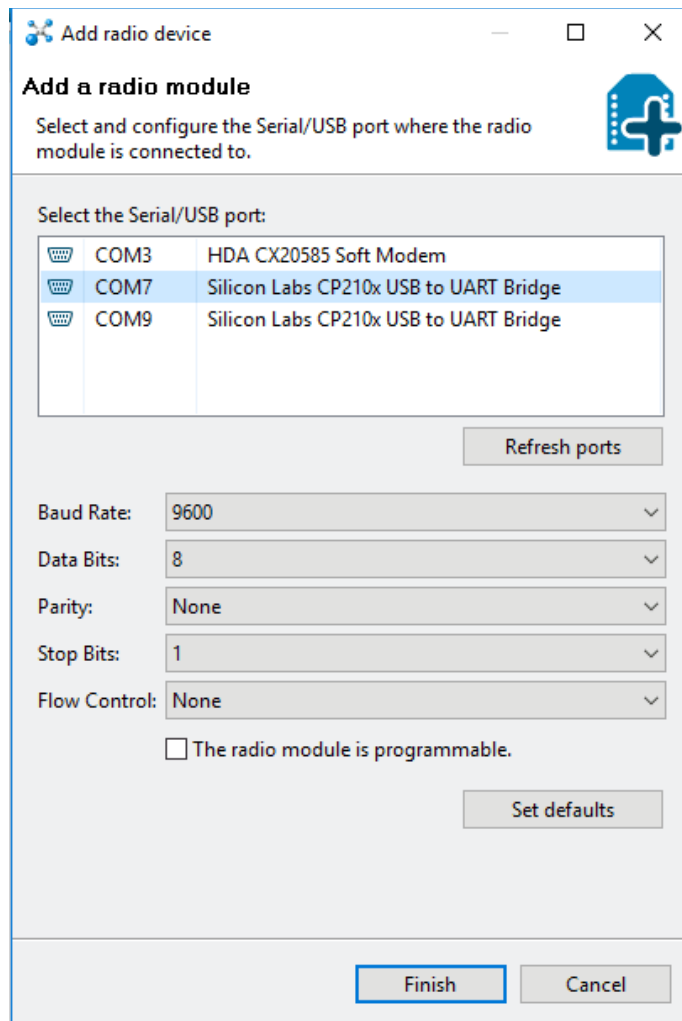 Add radio device
Add a radio module
Select and configure the Serial/USB port where the radio
module is connected to.
Select the Serial/USB port:
COM3 HDA CX20585 Soft Modem
COM7 Silicon Labs CP210x USB to UART Bridge
COM9 Silicon Labs CP210x USB to UART Bridge
Refresh ports
Baud Rate: 9600
Data Bits: 8
Parity: None
Stop Bits: 1
Flow Control: None
The radio module is programmable.
Set defaults
Finish Cancel